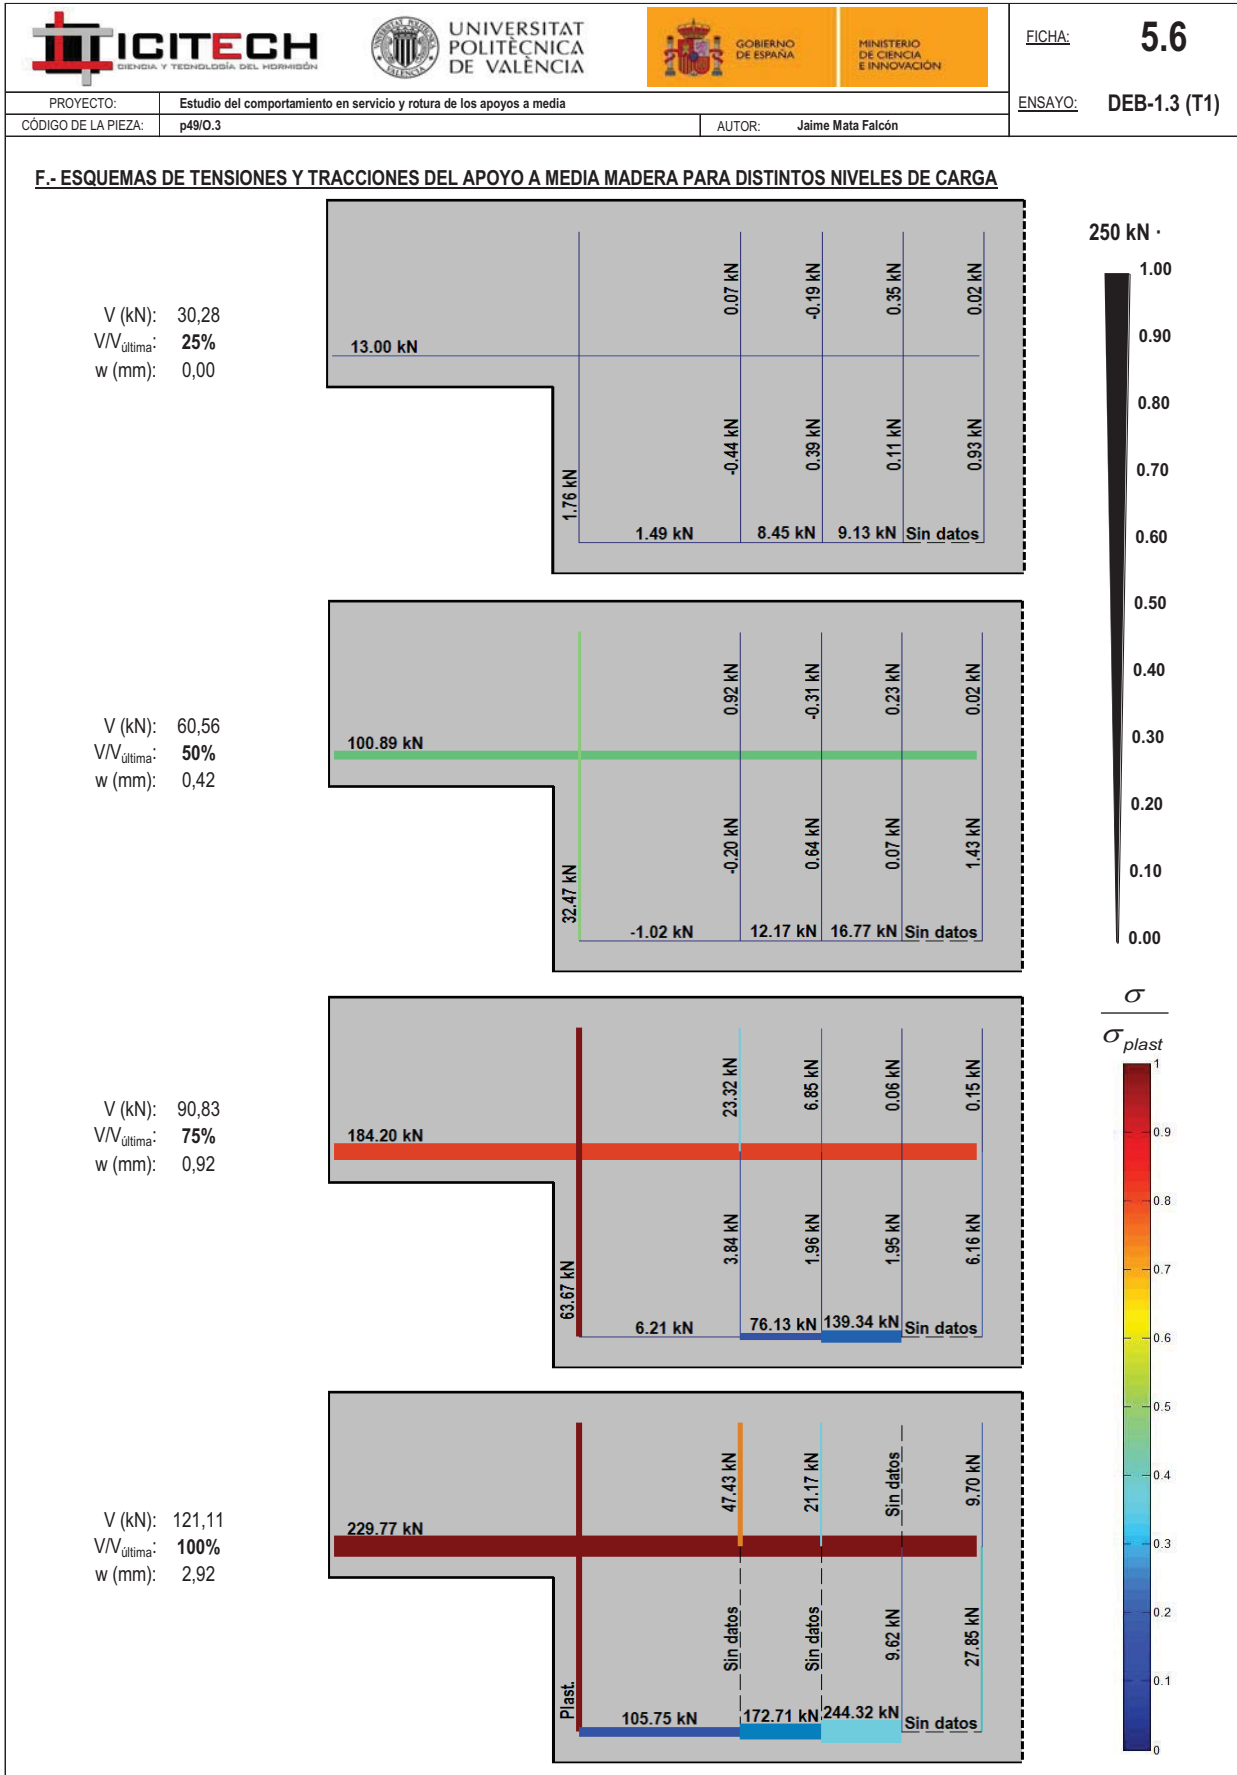 ICITECH
CIENCIA Y TECNOLOGÍA DEL HORMIGÓN
UNIVERSITAT
POLITÈCNICA
DE VALÈNCIA
GOBIERNO
DE ESPAÑA
MINISTERIO
DE CIENCIA
E INNOVACIÓN
FICHA: 5.6
PROYECTO: Estudio del comportamiento en servicio y rotura de los apoyos a media
ENSAYO: DEB-1.3 (T1)
CÓDIGO DE LA PIEZA: p49/O.3
AUTOR: Jaime Mata Falcón
F.- ESQUEMAS DE TENSIONES Y TRACCIONES DEL APOYO A MEDIA MADERA PARA DISTINTOS NIVELES DE CARGA
V (kN): 30,28
V/Vúltima: 25%
w (mm): 0,00
13.00 kN
0.07 kN
-0.19 kN
0.35 kN
0.02 kN
1.76 kN
-0.44 kN
0.39 kN
0.11 kN
0.93 kN
1.49 kN
8.45 kN
9.13 kN
Sin datos
V (kN): 60,56
V/Vúltima: 50%
w (mm): 0,42
100.89 kN
0.92 kN
-0.31 kN
0.23 kN
0.02 kN
32.47 kN
-0.20 kN
0.64 kN
0.07 kN
1.43 kN
-1.02 kN
12.17 kN
16.77 kN
Sin datos
V (kN): 90,83
V/Vúltima: 75%
w (mm): 0,92
184.20 kN
23.32 kN
6.85 kN
0.06 kN
0.15 kN
63.67 kN
3.84 kN
1.96 kN
1.95 kN
6.16 kN
6.21 kN
76.13 kN
139.34 kN
Sin datos
V (kN): 121,11
V/Vúltima: 100%
w (mm): 2,92
229.77 kN
47.43 kN
21.17 kN
Sin datos
9.70 kN
Plast.
Sin datos
Sin datos
9.62 kN
27.85 kN
105.75 kN
172.71 kN
244.32 kN
Sin datos
250 kN ·
1.00
0.90
0.80
0.70
0.60
0.50
0.40
0.30
0.20
0.10
0.00
σ
σplast
1
0.9
0.8
0.7
0.6
0.5
0.4
0.3
0.2
0.1
0